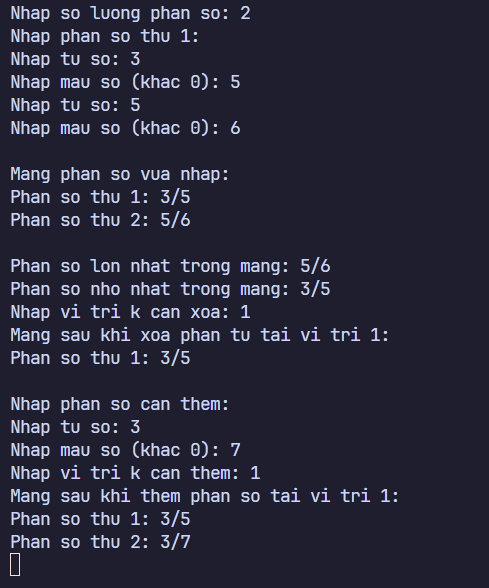 Nhap so luong phan so: 2
Nhap phan so thu 1:
Nhap tu so: 3
Nhap mau so (khac 0): 5
Nhap tu so: 5
Nhap mau so (khac 0): 6
Mang phan so vua nhap:
Phan so thu 1: 3/5
Phan so thu 2: 5/6
Phan so lon nhat trong mang: 5/6
Phan so nho nhat trong mang: 3/5
Nhap vi tri k can xoa: 1
Mang sau khi xoa phan tu tai vi tri 1:
Phan so thu 1: 3/5
Nhap phan so can them:
Nhap tu so: 3
Nhap mau so (khac 0): 7
Nhap vi tri k can them: 1
Mang sau khi them phan so tai vi tri 1:
Phan so thu 1: 3/5
Phan so thu 2: 3/7